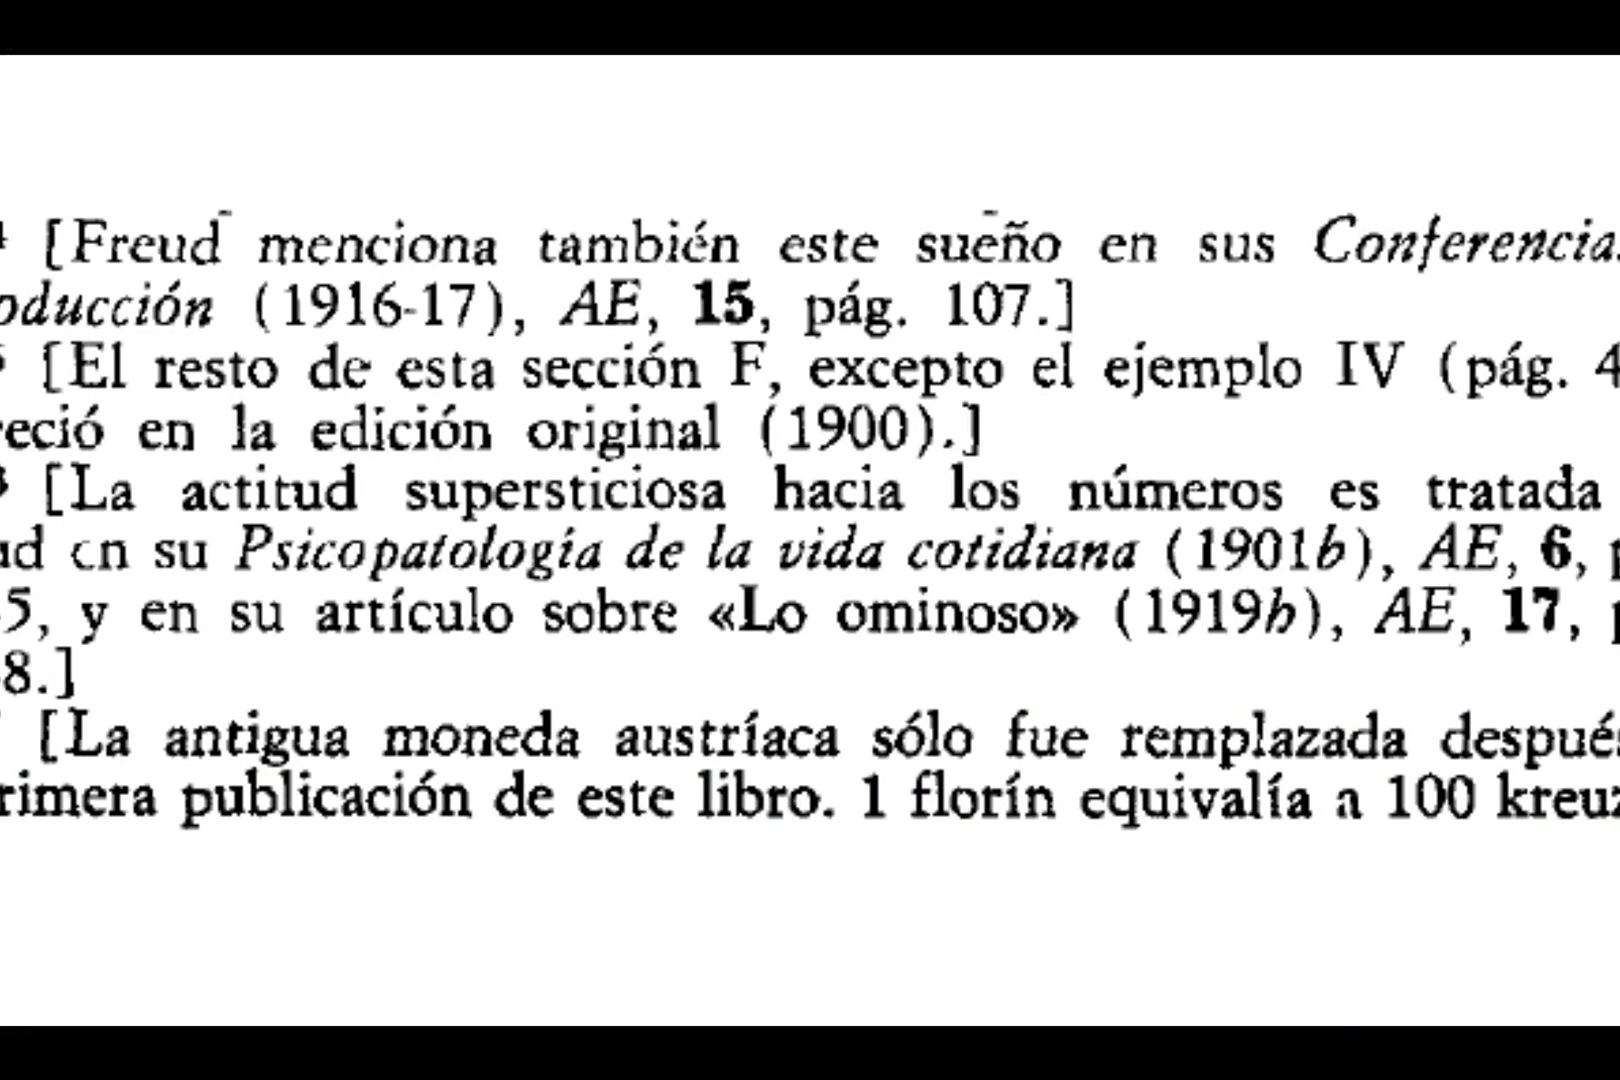 [Freud menciona también este sueño en sus Conferencia
oducción (1916-17), AE, 15, pág. 107.]
[El resto de esta sección F, excepto el ejemplo IV (pág. 4
reció en la edición original (1900).]
[La actitud supersticiosa hacia los números es tratada
ud en su Psicopatología de la vida cotidiana (1901b), AE, 6, p
5, y en su artículo sobre «Lo ominoso» (1919h), AE, 17, p
8.]
[La antigua moneda austríaca sólo fue remplazada después
rimera publicación de este libro. 1 florín equivalía a 100 kreuz